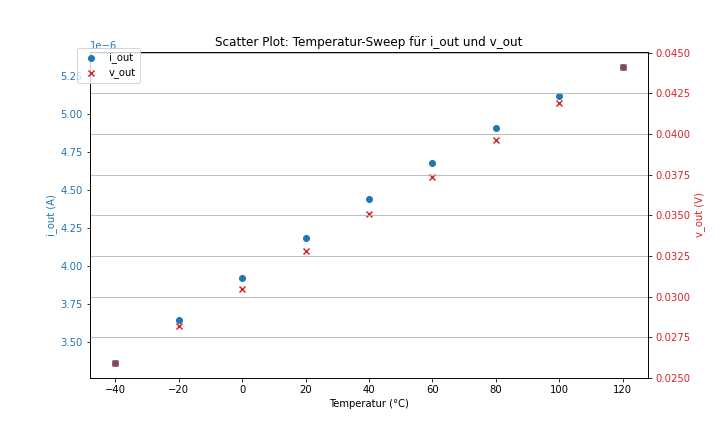 Scatter Plot: Temperatur-Sweep für i_out und v_out
1e−6
i_out
v_out
5.25
5.00
4.75
4.50
4.25
4.00
3.75
3.50
i_out (A)
0.0450
0.0425
0.0400
0.0375
0.0350
0.0325
0.0300
0.0275
0.0250
v_out (V)
−40 −20 0 20 40 60 80 100 120
Temperatur (°C)